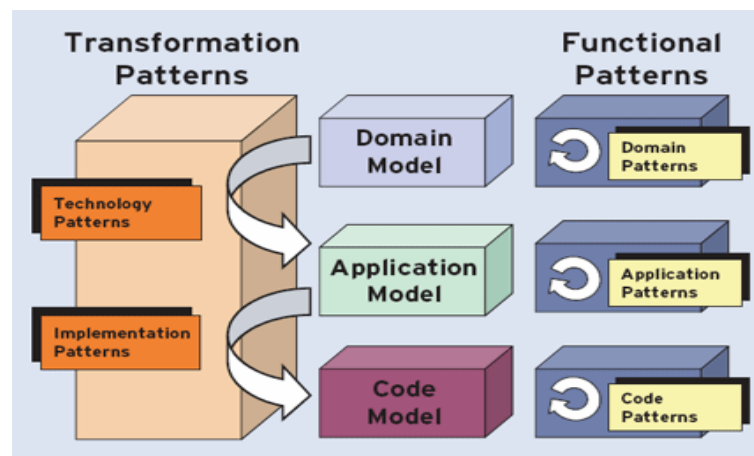 Transformation
Patterns
Functional
Patterns
Domain
Model
Domain
Patterns
Technology
Patterns
Application
Model
Application
Patterns
Implementation
Patterns
Code
Model
Code
Patterns